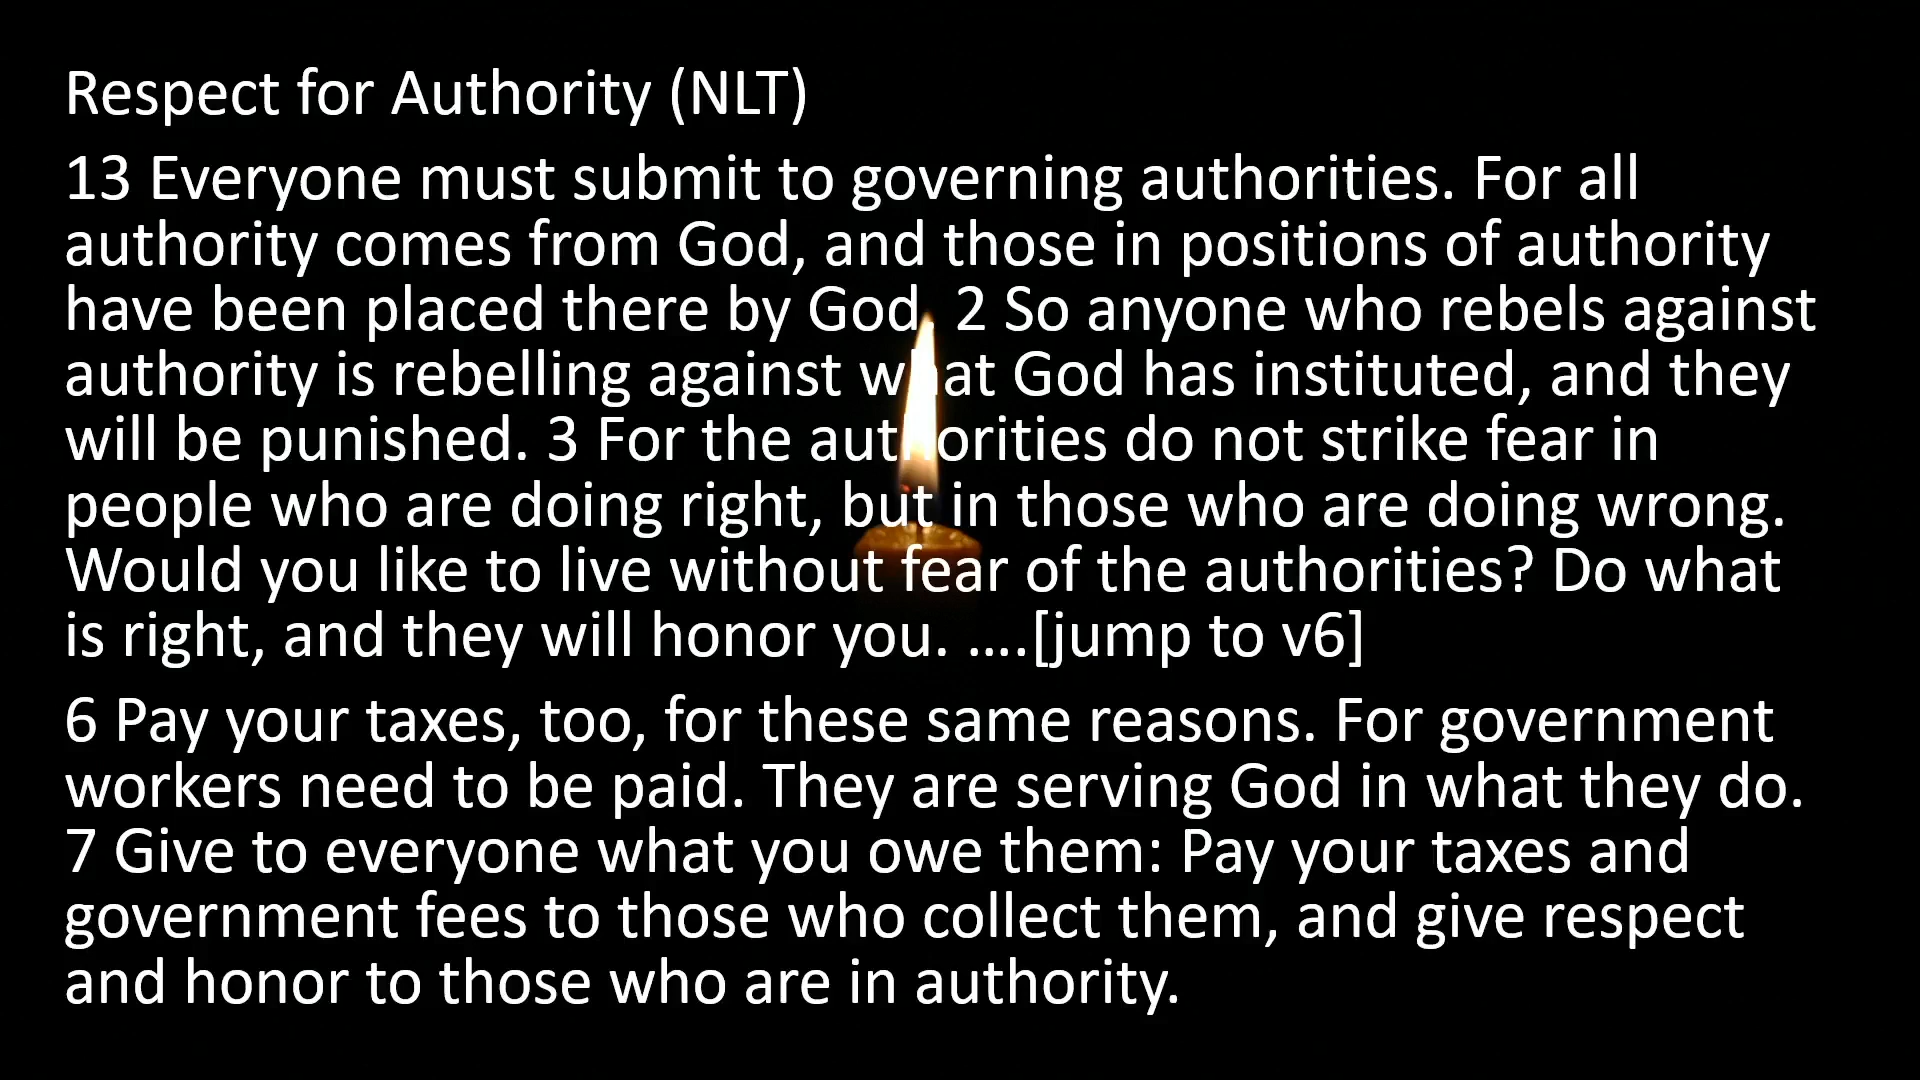 Respect for Authority (NLT)
13 Everyone must submit to governing authorities. For all
authority comes from God, and those in positions of authority
have been placed there by God. 2 So anyone who rebels against
authority is rebelling against what God has instituted, and they
will be punished. 3 For the authorities do not strike fear in
people who are doing right, but in those who are doing wrong.
Would you like to live without fear of the authorities? Do what
is right, and they will honor you. ….[jump to v6]
6 Pay your taxes, too, for these same reasons. For government
workers need to be paid. They are serving God in what they do.
7 Give to everyone what you owe them: Pay your taxes and
government fees to those who collect them, and give respect
and honor to those who are in authority.